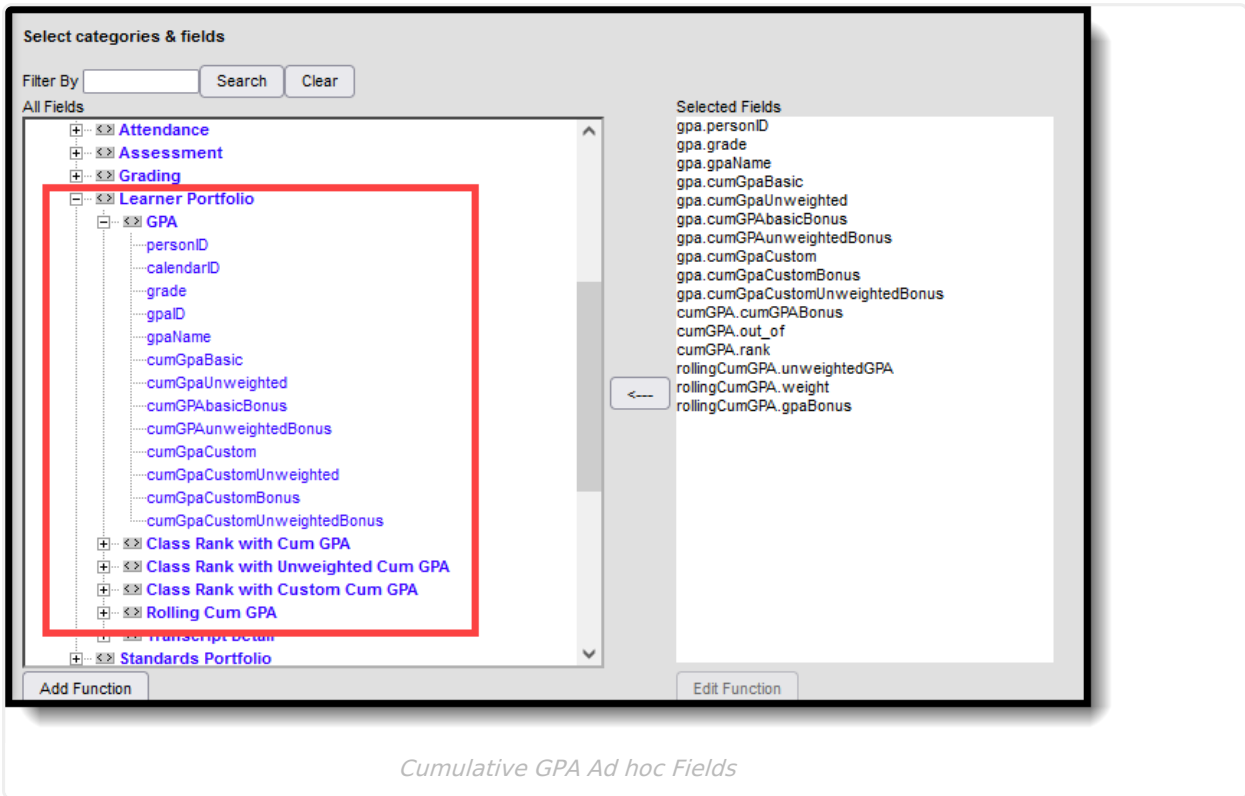 Select categories & fields
Filter By
Search
Clear
All Fields
Attendance
Assessment
Grading
Learner Portfolio
GPA
personID
calendarID
grade
gpaID
gpaName
cumGpaBasic
cumGpaUnweighted
cumGPAbasicBonus
cumGPAunweightedBonus
cumGpaCustom
cumGpaCustomUnweighted
cumGpaCustomBonus
cumGpaCustomUnweightedBonus
Class Rank with Cum GPA
Class Rank with Unweighted Cum GPA
Class Rank with Custom Cum GPA
Rolling Cum GPA
Transcript Detail
Standards Portfolio
Add Function
<---
Selected Fields
gpa.personID
gpa.grade
gpa.gpaName
gpa.cumGpaBasic
gpa.cumGpaUnweighted
gpa.cumGPAbasicBonus
gpa.cumGPAunweightedBonus
gpa.cumGpaCustom
gpa.cumGpaCustomBonus
gpa.cumGpaCustomUnweightedBonus
cumGPA.cumGPABonus
cumGPA.out_of
cumGPA.rank
rollingCumGPA.unweightedGPA
rollingCumGPA.weight
rollingCumGPA.gpaBonus
Edit Function
Cumulative GPA Ad hoc Fields